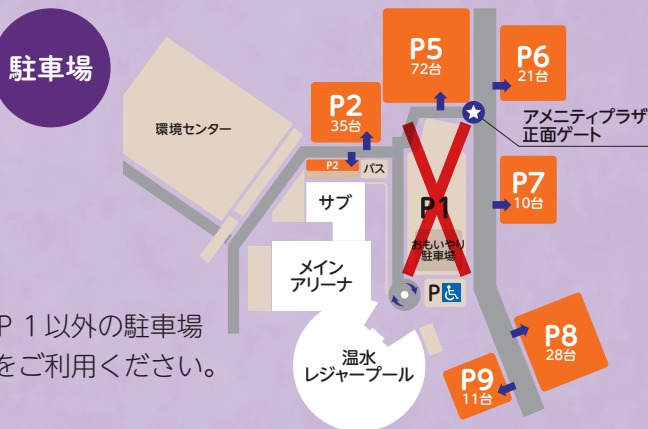 駐車場
P5
72台
P6
21台
P2
35台
アメニティプラザ
正面ゲート
環境センター
P2
バス
サブ
P1
P7
10台
おもいやり
駐車場
メイン
アリーナ
P
P 1以外の駐車場
をご利用ください。
温水
レジャープール
P8
28台
P9
11台